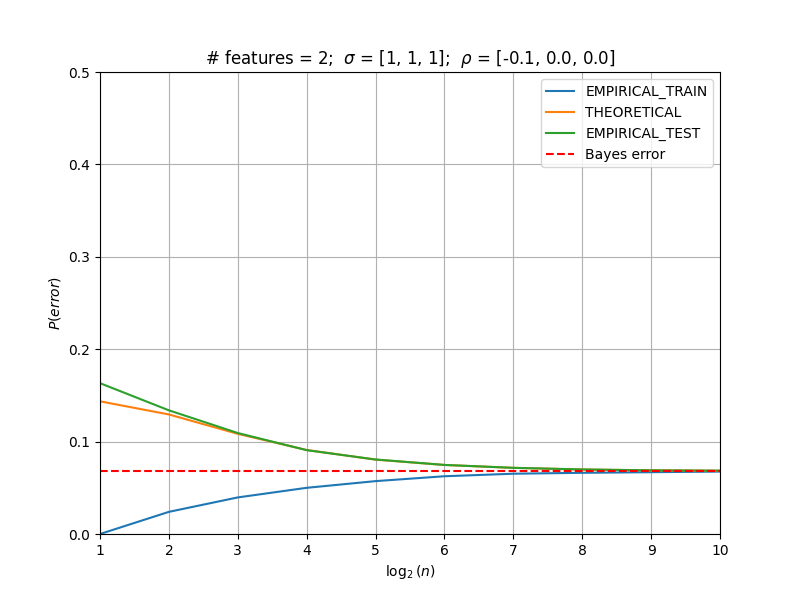 # features = 2; σ = [1, 1, 1]; ρ = [-0.1, 0.0, 0.0]
EMPIRICAL_TRAIN
THEORETICAL
EMPIRICAL_TEST
Bayes error
P(error)
0.5
0.4
0.3
0.2
0.1
0.0
1 2 3 4 5 6 7 8 9 10
log₂(n)